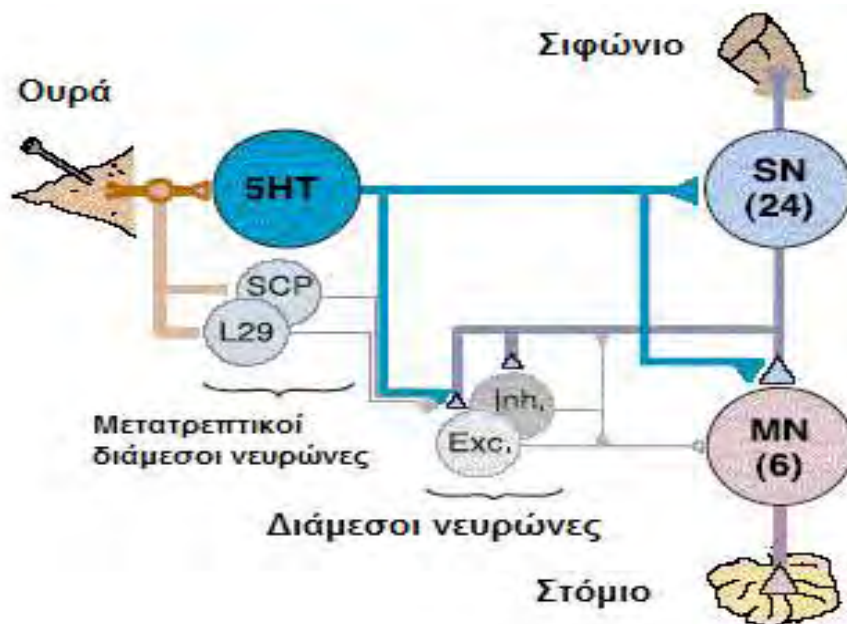 Σιφώνιο
Ουρά
5HT
SN
(24)
SCP
L29
Μετατρεπτικοί
διάμεσοι νευρώνες
Inh,
Exc,
MN
(6)
Διάμεσοι νευρώνες
Στόμιο